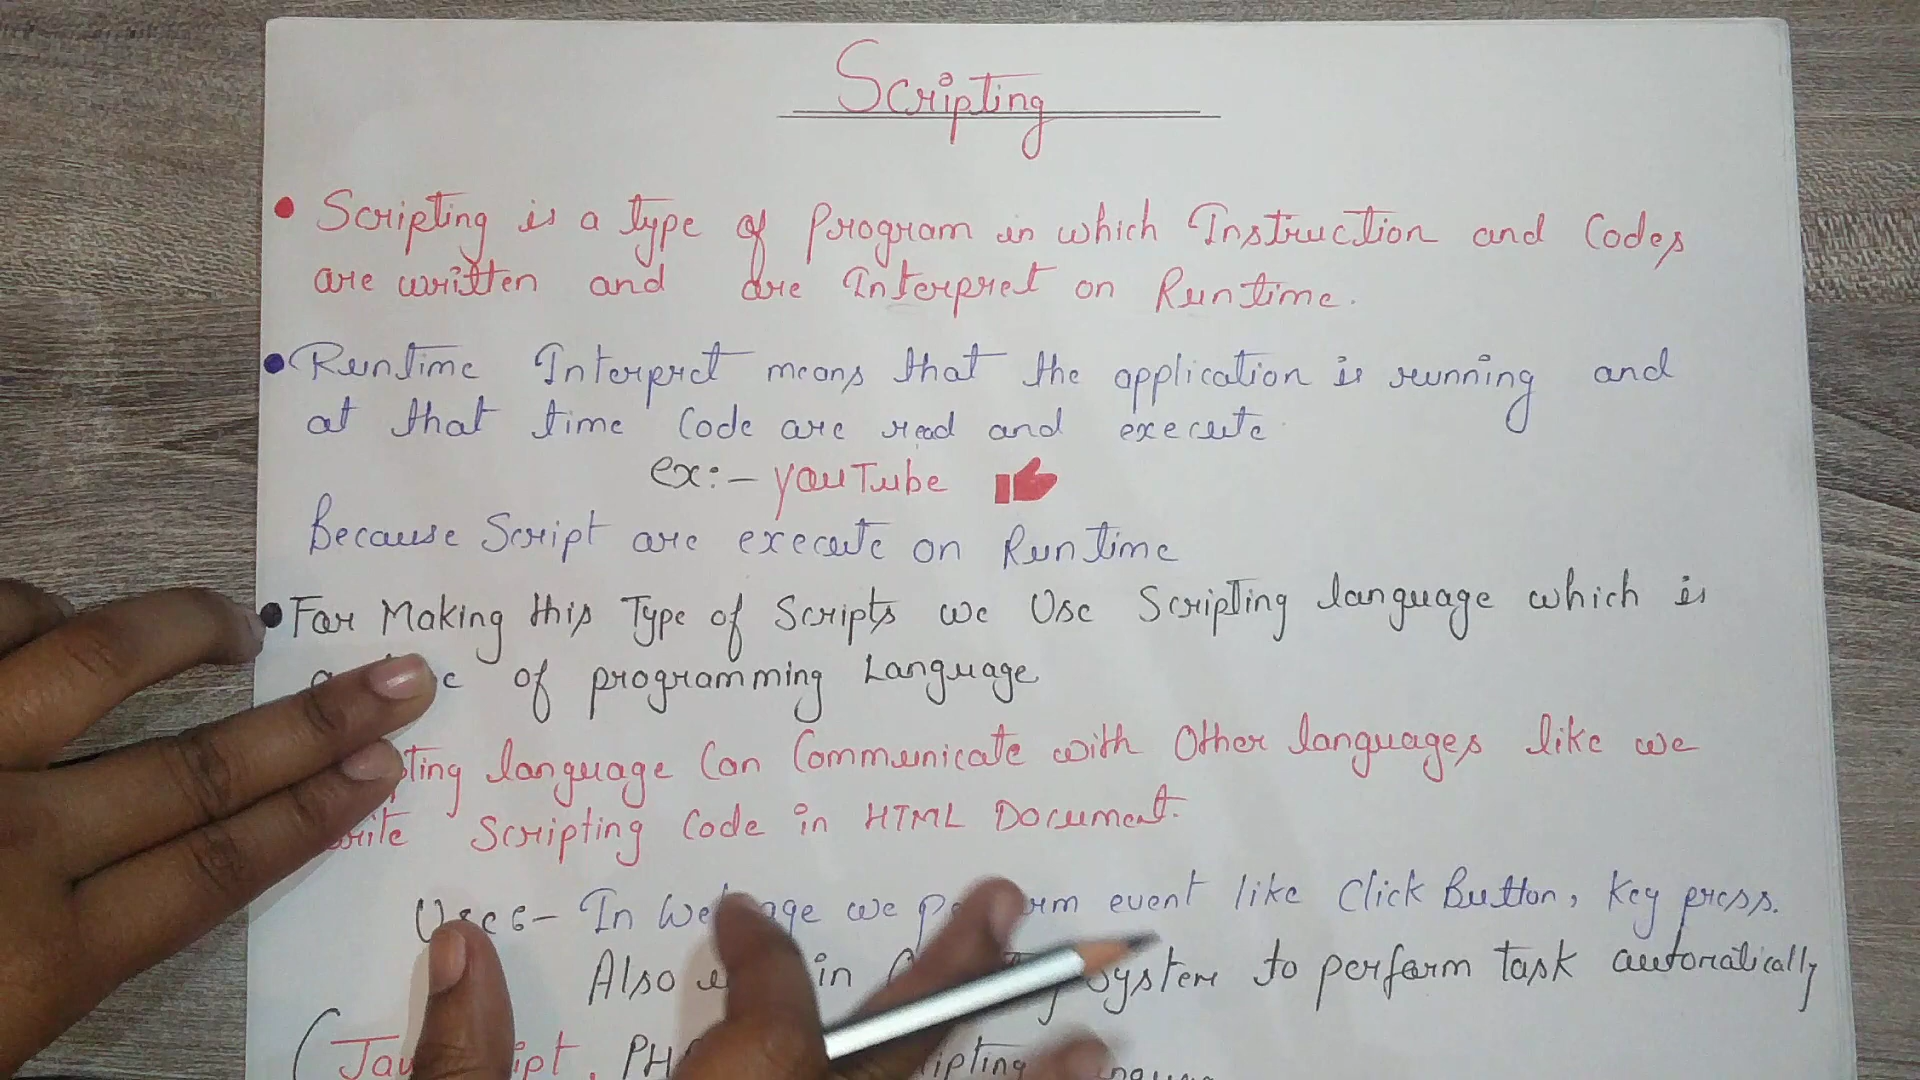 Scripting
• Scripting is a type of Program in which Instruction and Codes
are written and are Interpret on Runtime.
• Runtime Interpret means that the application is running and
at that time Code are read and execute
ex:- YouTube
Because Script are execute on Runtime
• For Making this Type of Scripts we Use Scripting language which is
of programming Language
language Can Communicate with Other languages like we
Scripting Code in HTML Document.
In we event like Click Button, Key press.
Also in system to perform task automatically